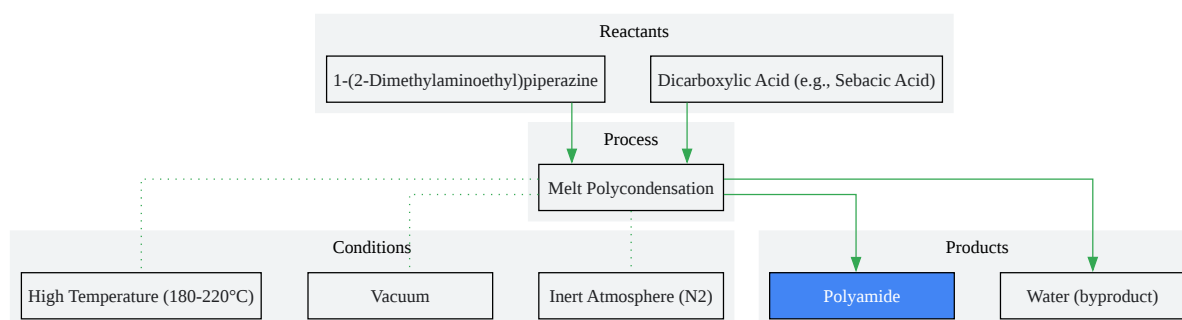 Reactants
1-(2-Dimethylaminoethyl)piperazine
Dicarboxylic Acid (e.g., Sebacic Acid)
Process
Melt Polycondensation
Conditions
High Temperature (180-220°C)
Vacuum
Inert Atmosphere (N2)
Products
Polyamide
Water (byproduct)